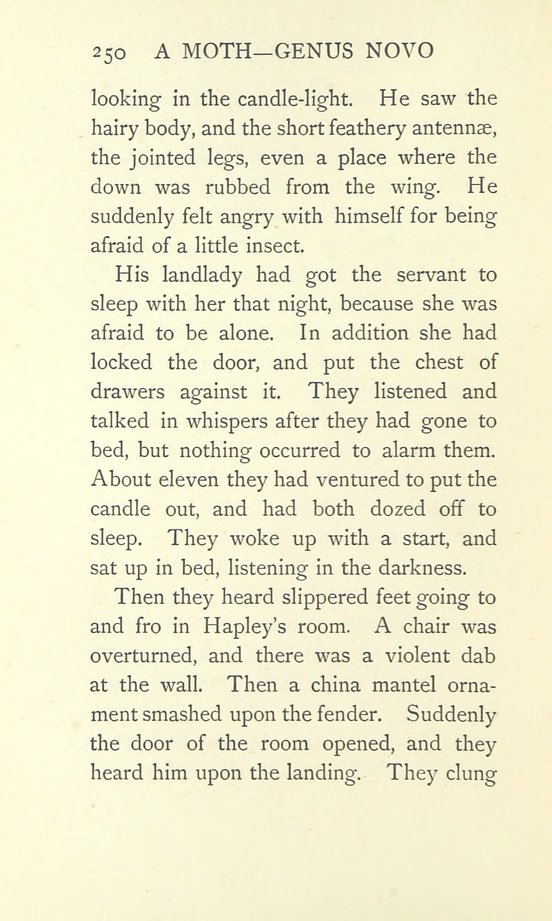 250 A MOTH—GENUS NOVO
looking in the candle-light. He saw the
hairy body, and the short feathery antennæ,
the jointed legs, even a place where the
down was rubbed from the wing. He
suddenly felt angry with himself for being
afraid of a little insect.
His landlady had got the servant to
sleep with her that night, because she was
afraid to be alone. In addition she had
locked the door, and put the chest of
drawers against it. They listened and
talked in whispers after they had gone to
bed, but nothing occurred to alarm them.
About eleven they had ventured to put the
candle out, and had both dozed off to
sleep. They woke up with a start, and
sat up in bed, listening in the darkness.
Then they heard slippered feet going to
and fro in Hapley's room. A chair was
overturned, and there was a violent dab
at the wall. Then a china mantel orna-
ment smashed upon the fender. Suddenly
the door of the room opened, and they
heard him upon the landing. They clung